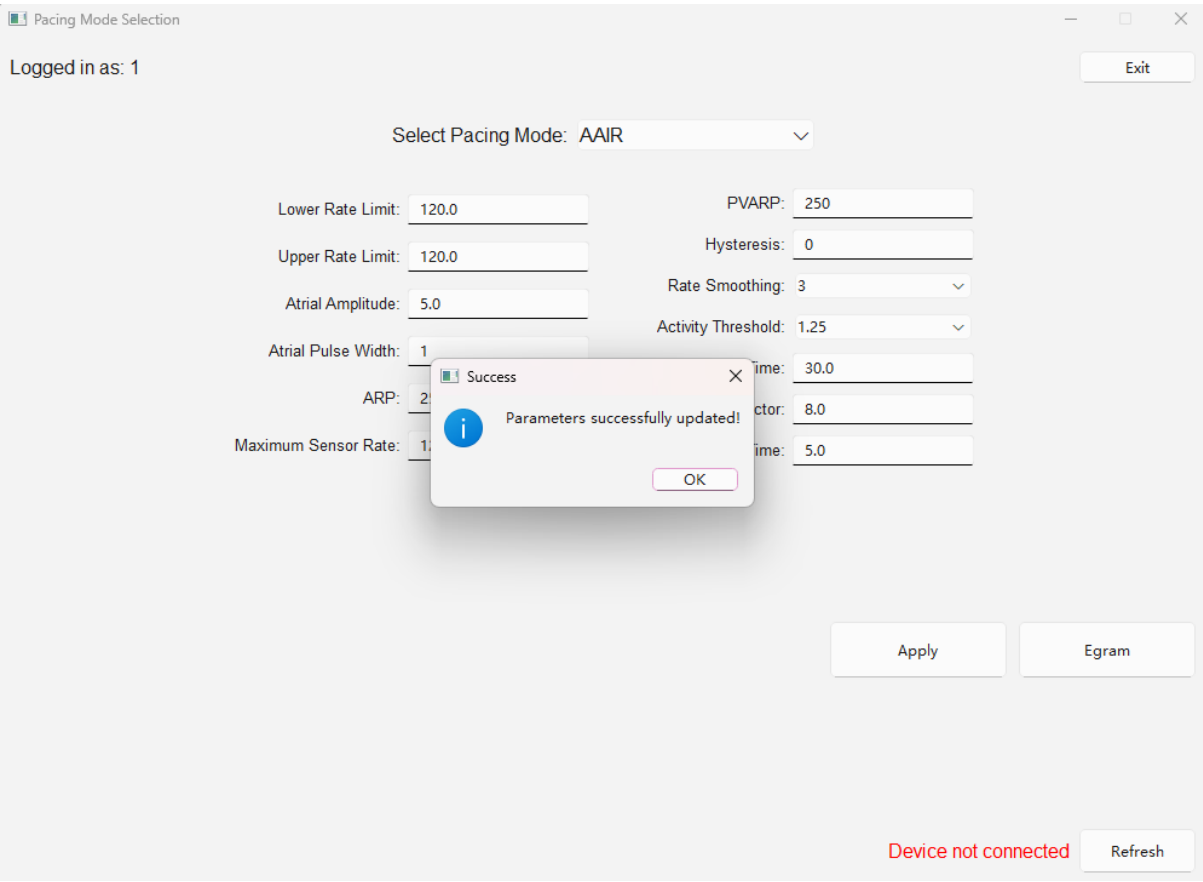 Pacing Mode Selection
Logged in as: 1
Exit
Select Pacing Mode: AAIR
Lower Rate Limit: 120.0
Upper Rate Limit: 120.0
Atrial Amplitude: 5.0
Atrial Pulse Width: 1
ARP:
Maximum Sensor Rate:
PVARP: 250
Hysteresis: 0
Rate Smoothing: 3
Activity Threshold: 1.25
30.0
8.0
5.0
Success
Parameters successfully updated!
OK
Apply
Egram
Device not connected
Refresh